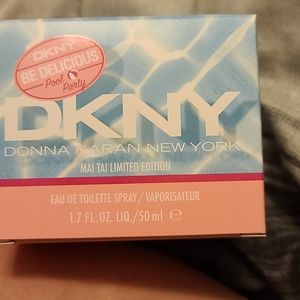 DKNY
BE DELICIOUS
Pool Party
DKNY
DONNA KARAN NEW YORK
MAI TAI LIMITED EDITION
EAU DE TOILETTE SPRAY/VAPORISATEUR
1.7 FL.OZ. LIQ./50 ml ℮